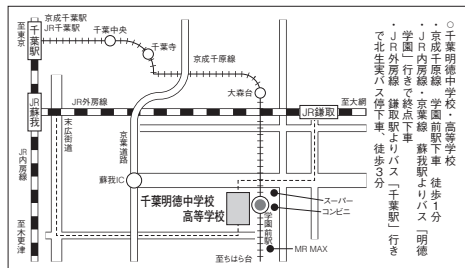 ○千葉明徳中学校・高等学校
・京成千原線 学園前駅下車 徒歩1分
・JR内房線・京葉線 蘇我駅よりバス「明徳
学園」行きで終点下車
・JR外房線 鎌取駅よりバス「千葉駅」行き
で北生実バス停下車、徒歩3分
至東京
京成千葉駅
JR千葉駅
千葉駅
千葉中央
千葉寺
京成千原線
大森台
JR外房線
JR鎌取
至大網
JR蘇我
末広街道
京葉道路
蘇我IC
JR内房線
千葉明徳中学校
高等学校
学園前駅
スーパー
コンビニ
MR MAX
至木更津
至ちはら台